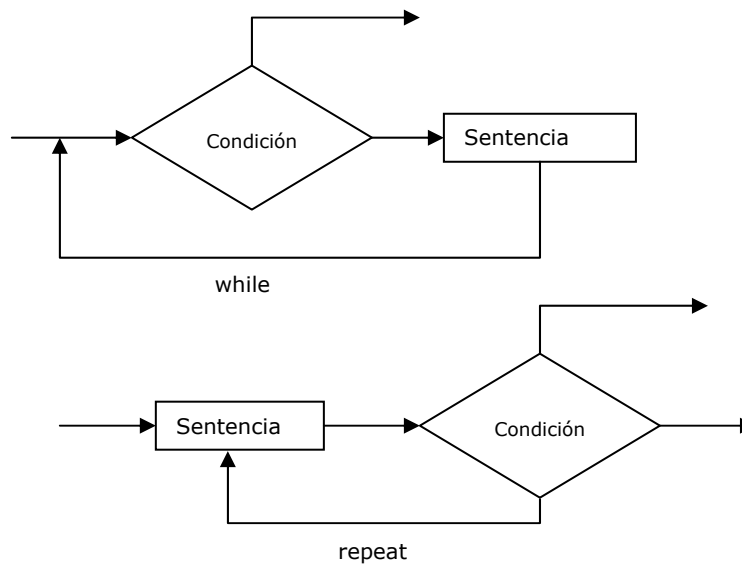 Condición
Sentencia
while
Sentencia
Condición
repeat